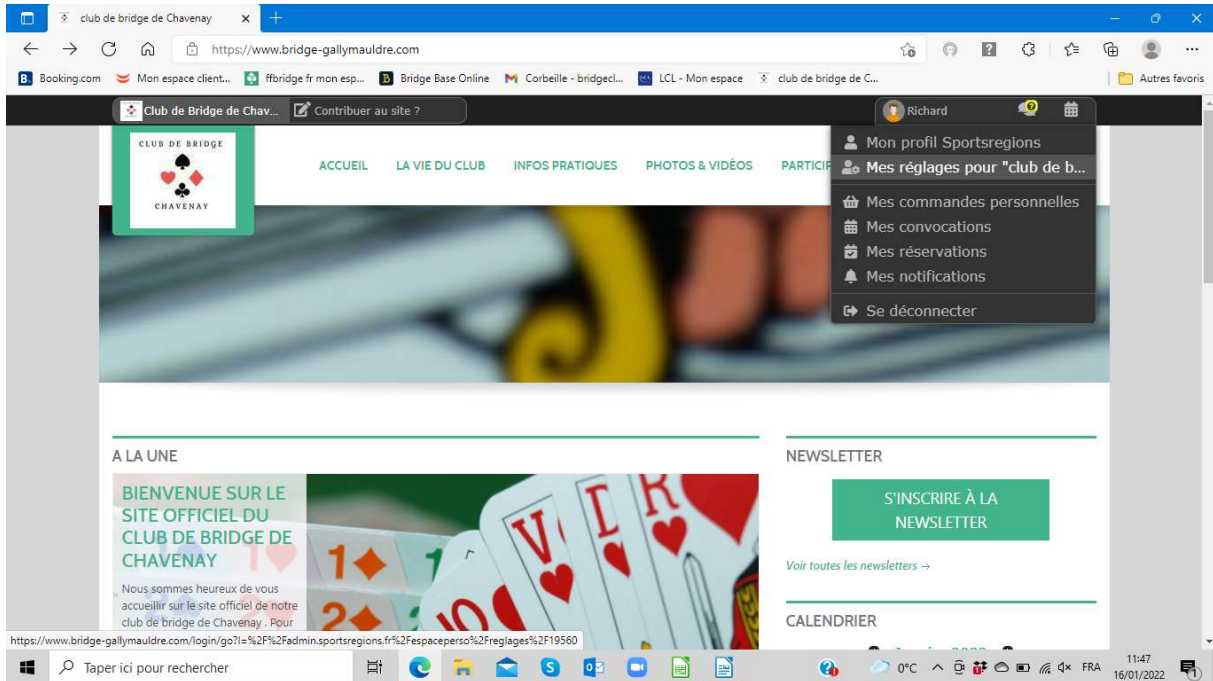 club de bridge de Chavenay
https://www.bridge-gallymauldre.com
B. Booking.com
Mon espace client...
ffbridge fr mon esp...
Bridge Base Online
Corbeille - bridgecl...
LCL - Mon espace
club de bridge de C...
Autres favoris
Club de Bridge de Chav...
Contribuer au site ?
Richard
CLUB DE BRIDGE
CHAVENAY
ACCUEIL
LA VIE DU CLUB
INFOS PRATIQUES
PHOTOS & VIDÉOS
PARTICIP
Mon profil Sportsregions
Mes réglages pour "club de b...
Mes commandes personnelles
Mes convocations
Mes réservations
Mes notifications
Se déconnecter
A LA UNE
BIENVENUE SUR LE
SITE OFFICIEL DU
CLUB DE BRIDGE DE
CHAVENAY
Nous sommes heureux de vous
accueillir sur le site officiel de notre
club de bridge de Chavenay . Pour
1
1
2
2
V
D
R
10
NEWSLETTER
S'INSCRIRE À LA
NEWSLETTER
Voir toutes les newsletters →
CALENDRIER
https://www.bridge-gallymauldre.com/login/go?l=%2F%2Fadmin.sportsregions.fr%2Fespaceperso%2Freglages%2F19560
Taper ici pour rechercher
0°C
FRA
11:47
16/01/2022